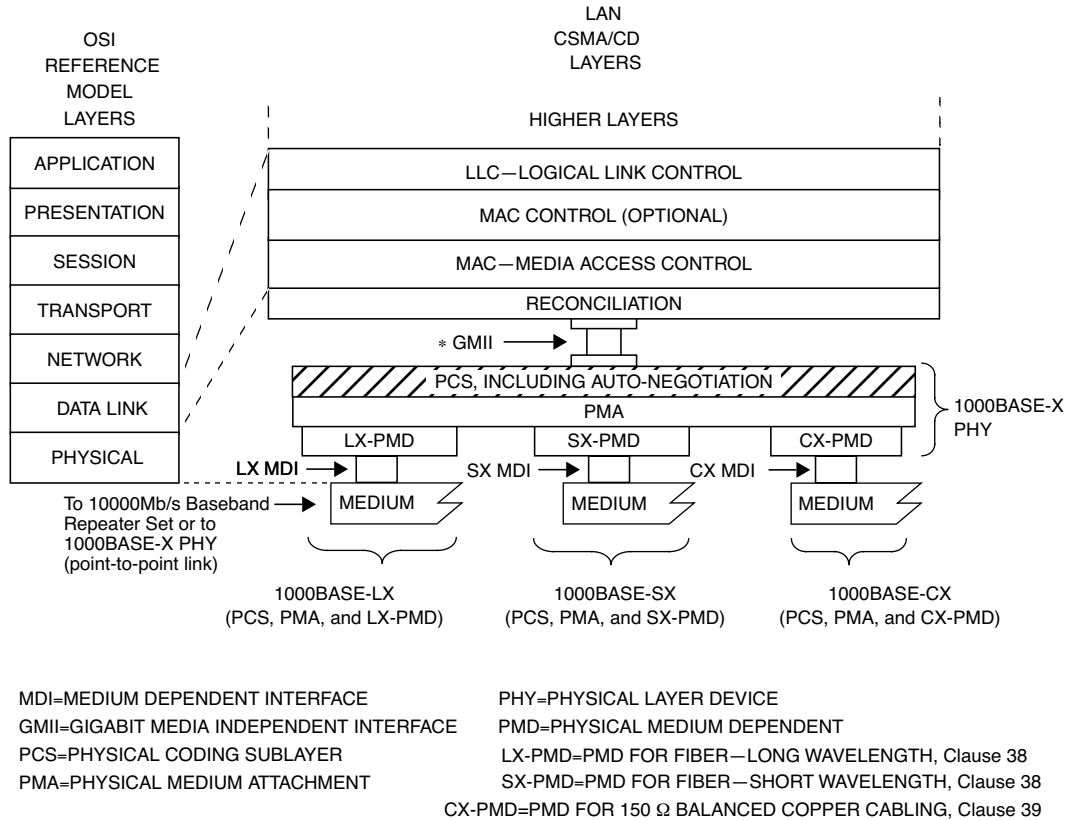 LAN
CSMA/CD
LAYERS
OSI
REFERENCE
MODEL
LAYERS
HIGHER LAYERS
APPLICATION
PRESENTATION
SESSION
TRANSPORT
NETWORK
DATA LINK
PHYSICAL
LLC—LOGICAL LINK CONTROL
MAC CONTROL (OPTIONAL)
MAC—MEDIA ACCESS CONTROL
RECONCILIATION
* GMII
PCS, INCLUDING AUTO-NEGOTIATION
PMA
1000BASE-X
PHY
LX-PMD
SX-PMD
CX-PMD
LX MDI
SX MDI
CX MDI
MEDIUM
MEDIUM
MEDIUM
To 10000Mb/s Baseband
Repeater Set or to
1000BASE-X PHY
(point-to-point link)
1000BASE-LX
(PCS, PMA, and LX-PMD)
1000BASE-SX
(PCS, PMA, and SX-PMD)
1000BASE-CX
(PCS, PMA, and CX-PMD)
MDI=MEDIUM DEPENDENT INTERFACE
GMII=GIGABIT MEDIA INDEPENDENT INTERFACE
PCS=PHYSICAL CODING SUBLAYER
PMA=PHYSICAL MEDIUM ATTACHMENT
PHY=PHYSICAL LAYER DEVICE
PMD=PHYSICAL MEDIUM DEPENDENT
LX-PMD=PMD FOR FIBER—LONG WAVELENGTH, Clause 38
SX-PMD=PMD FOR FIBER—SHORT WAVELENGTH, Clause 38
CX-PMD=PMD FOR 150 Ω BALANCED COPPER CABLING, Clause 39